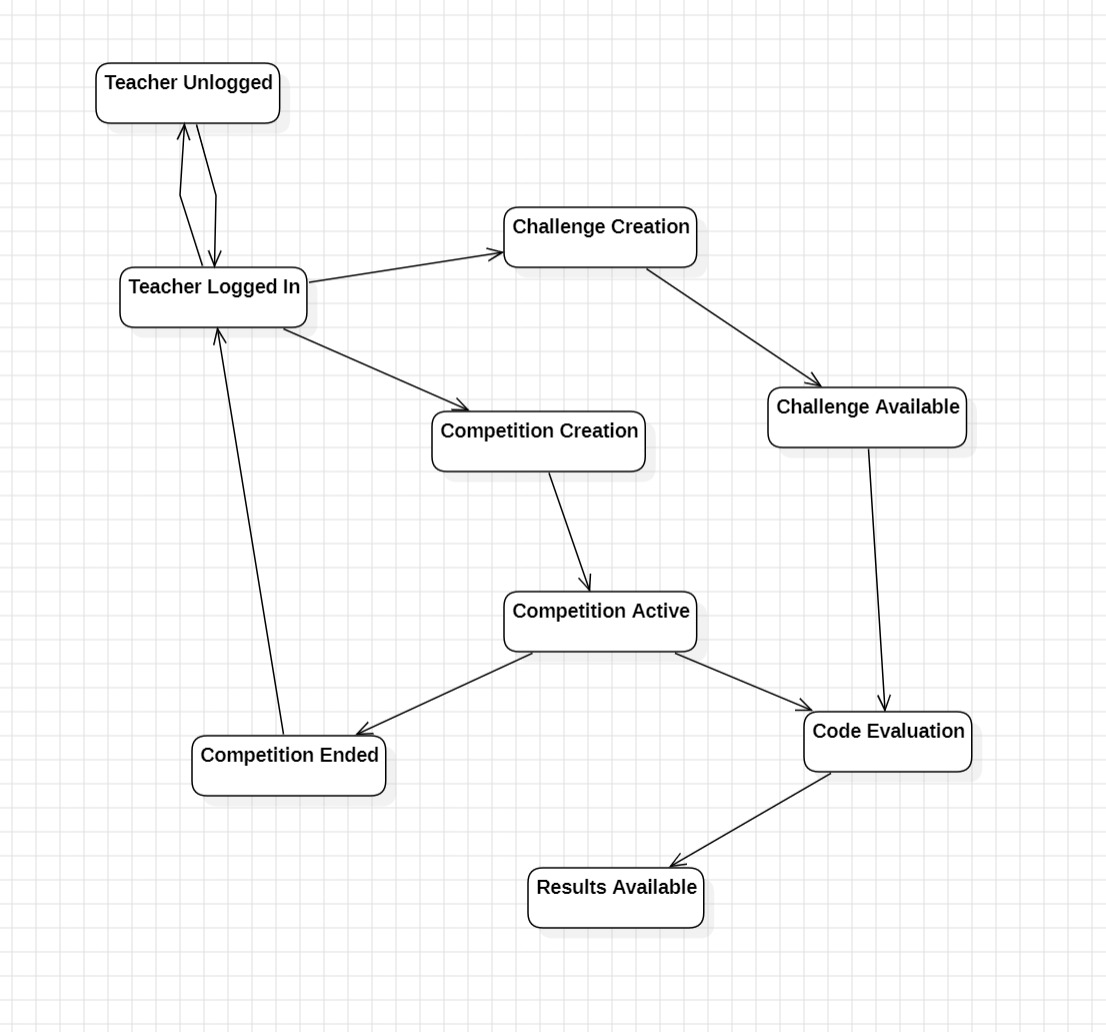 Teacher Unlogged
Challenge Creation
Teacher Logged In
Challenge Available
Competition Creation
Competition Active
Code Evaluation
Competition Ended
Results Available